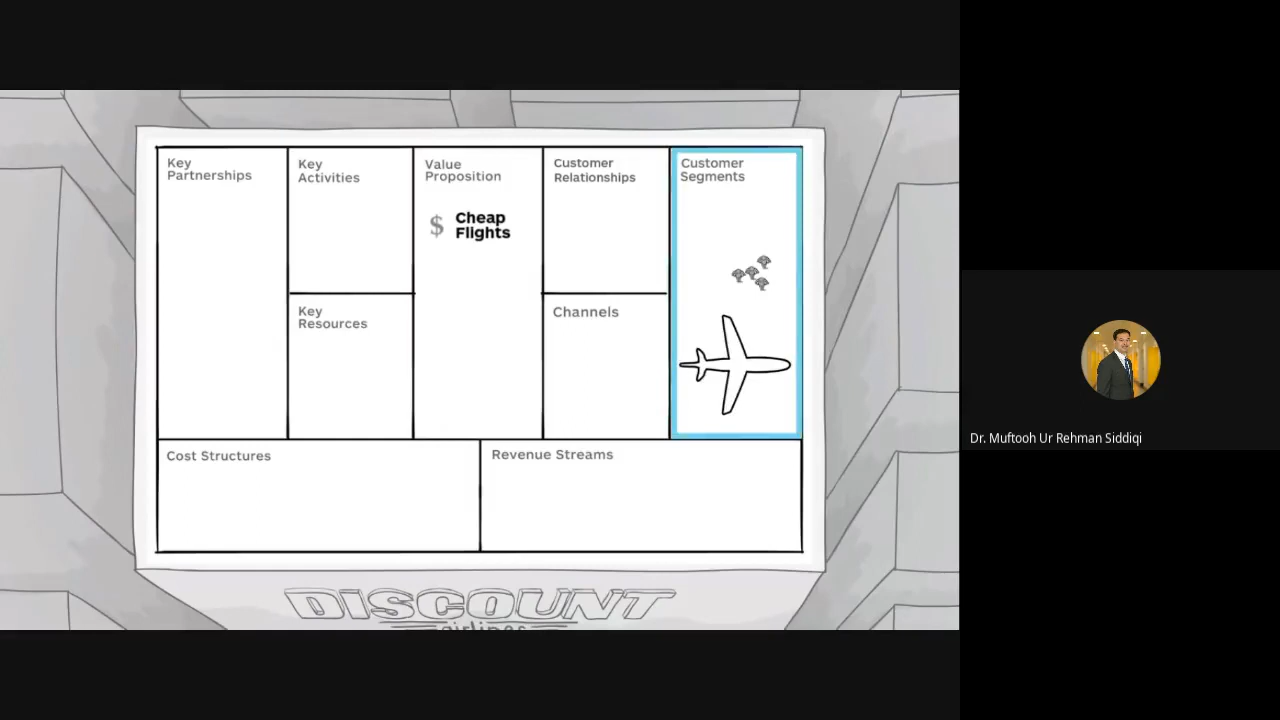 Key
Partnerships
Key
Activities
Value
Proposition
Customer
Relationships
Customer
Segments
$ Cheap
Flights
Key
Resources
Channels
Cost Structures
Revenue Streams
DISCOUNT
airlines
Dr. Muftooh Ur Rehman Siddiqi